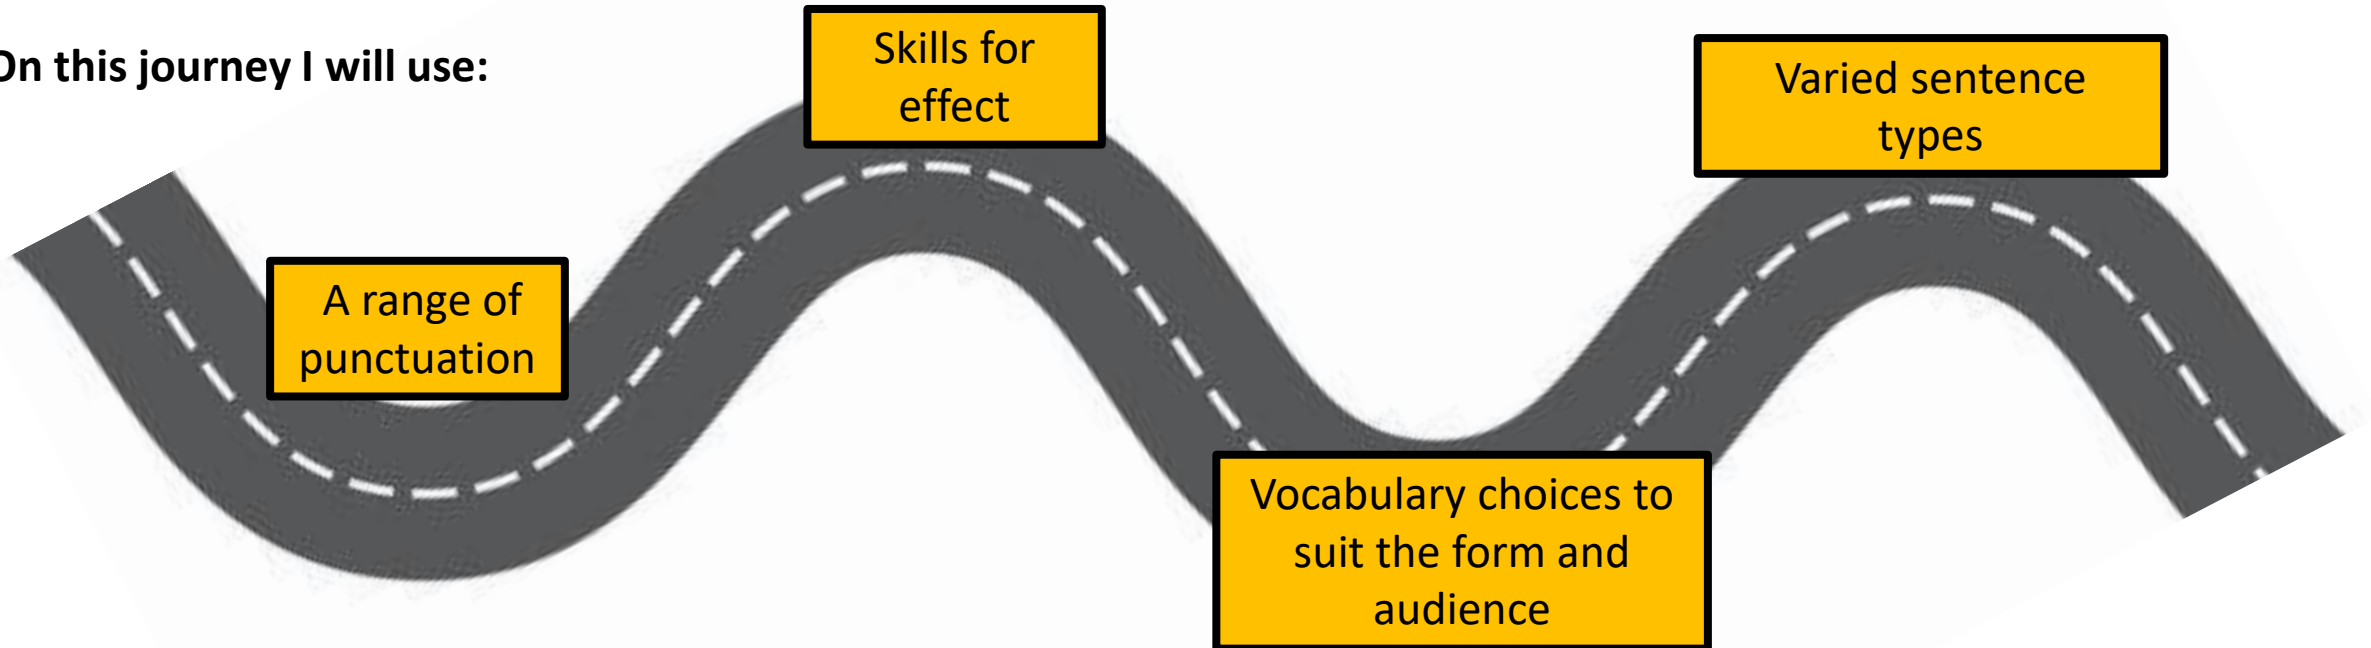 On this journey I will use:
Skills for
effect
Varied sentence
types
A range of
punctuation
Vocabulary choices to
suit the form and
audience